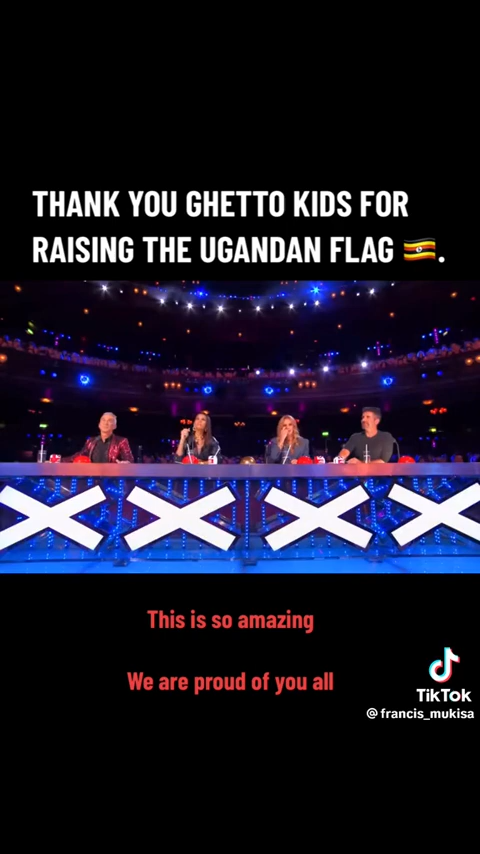 THANK YOU GHETTO KIDS FOR
RAISING THE UGANDAN FLAG 🇺🇬.
This is so amazing
We are proud of you all
TikTok
@francis_mukisa